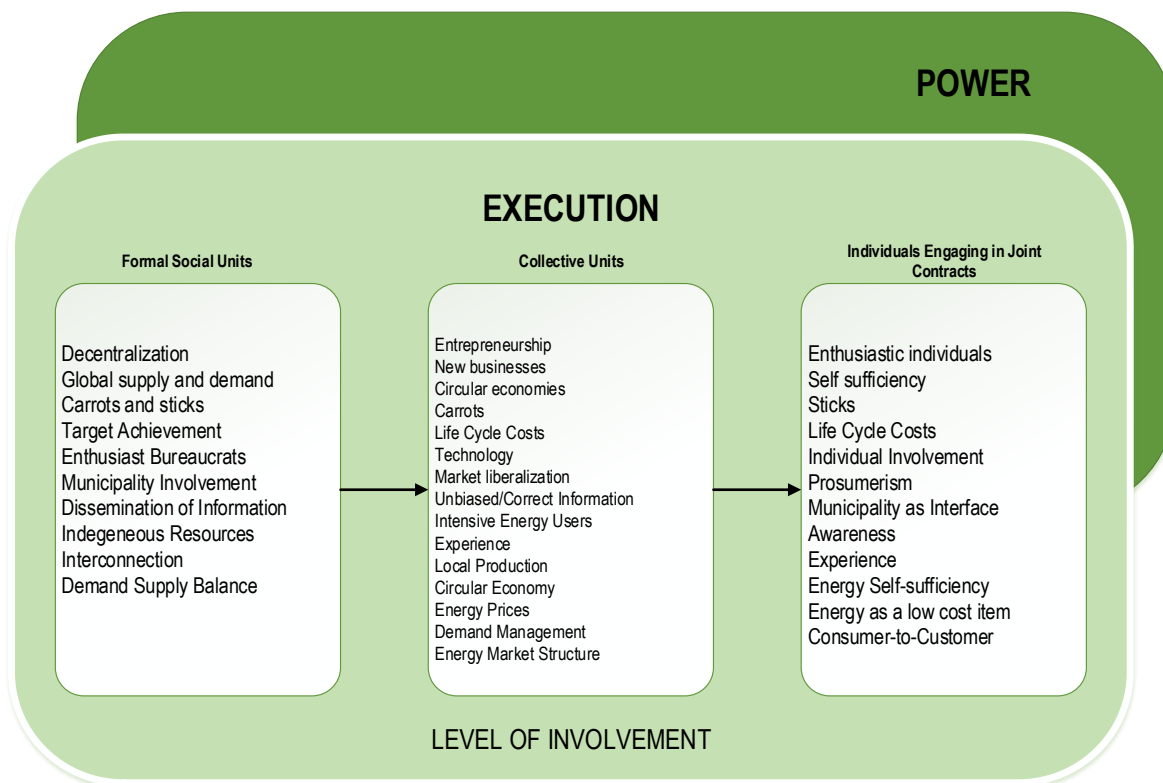 POWER
EXECUTION
Formal Social Units
Decentralization
Global supply and demand
Carrots and sticks
Target Achievement
Enthusiast Bureaucrats
Municipality Involvement
Dissemination of Information
Indegeneous Resources
Interconnection
Demand Supply Balance
Collective Units
Entrepreneurship
New businesses
Circular economies
Carrots
Life Cycle Costs
Technology
Market liberalization
Unbiased/Correct Information
Intensive Energy Users
Experience
Local Production
Circular Economy
Energy Prices
Demand Management
Energy Market Structure
Individuals Engaging in Joint
Contracts
Enthusiastic individuals
Self sufficiency
Sticks
Life Cycle Costs
Individual Involvement
Prosumerism
Municipality as Interface
Awareness
Experience
Energy Self-sufficiency
Energy as a low cost item
Consumer-to-Customer
LEVEL OF INVOLVEMENT